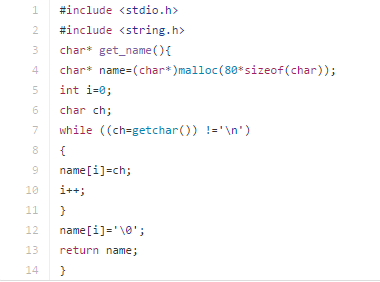 1 #include <stdio.h>
2 #include <string.h>
3 char* get_name(){
4 char* name=(char*)malloc(80*sizeof(char));
5 int i=0;
6 char ch;
7 while ((ch=getchar()) !='\n')
8 {
9 name[i]=ch;
10 i++;
11 }
12 name[i]='\0';
13 return name;
14 }